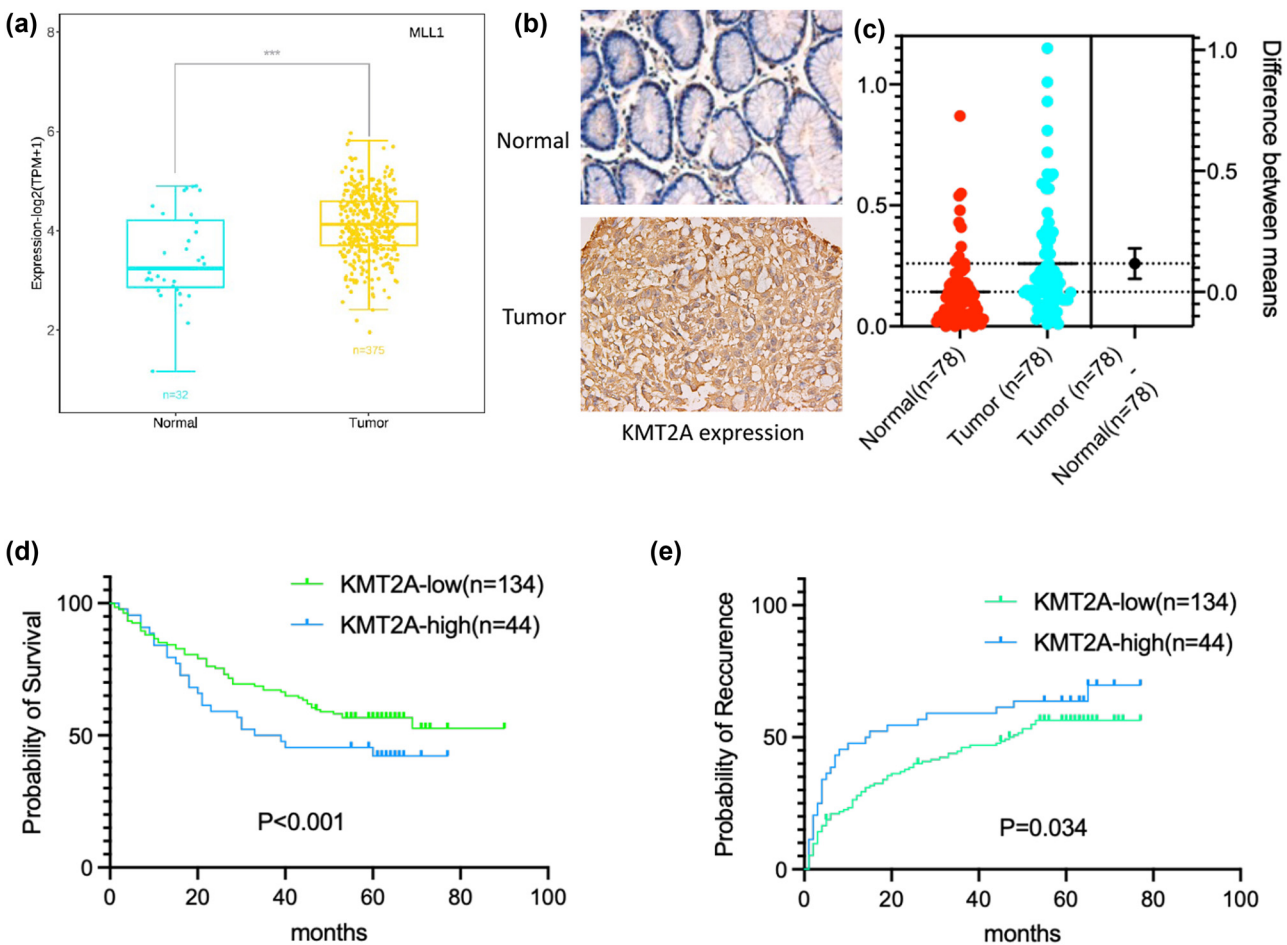 (a)
MLL1
***
Expression-log2(TPM+1)
8
6
4
2
n=32
n=375
Normal
Tumor
(b)
Normal
Tumor
KMT2A expression
(c)
1.0
0.5
0.0
1.0
0.5
0.0
Difference between means
Normal(n=78)
Tumor (n=78)
Tumor (n=78)
-
Normal(n=78)
(d)
KMT2A-low(n=134)
KMT2A-high(n=44)
Probability of Survival
100
50
0
P<0.001
0 20 40 60 80 100
months
(e)
KMT2A-low(n=134)
KMT2A-high(n=44)
Probability of Reccurence
100
50
0
P=0.034
0 20 40 60 80 100
months